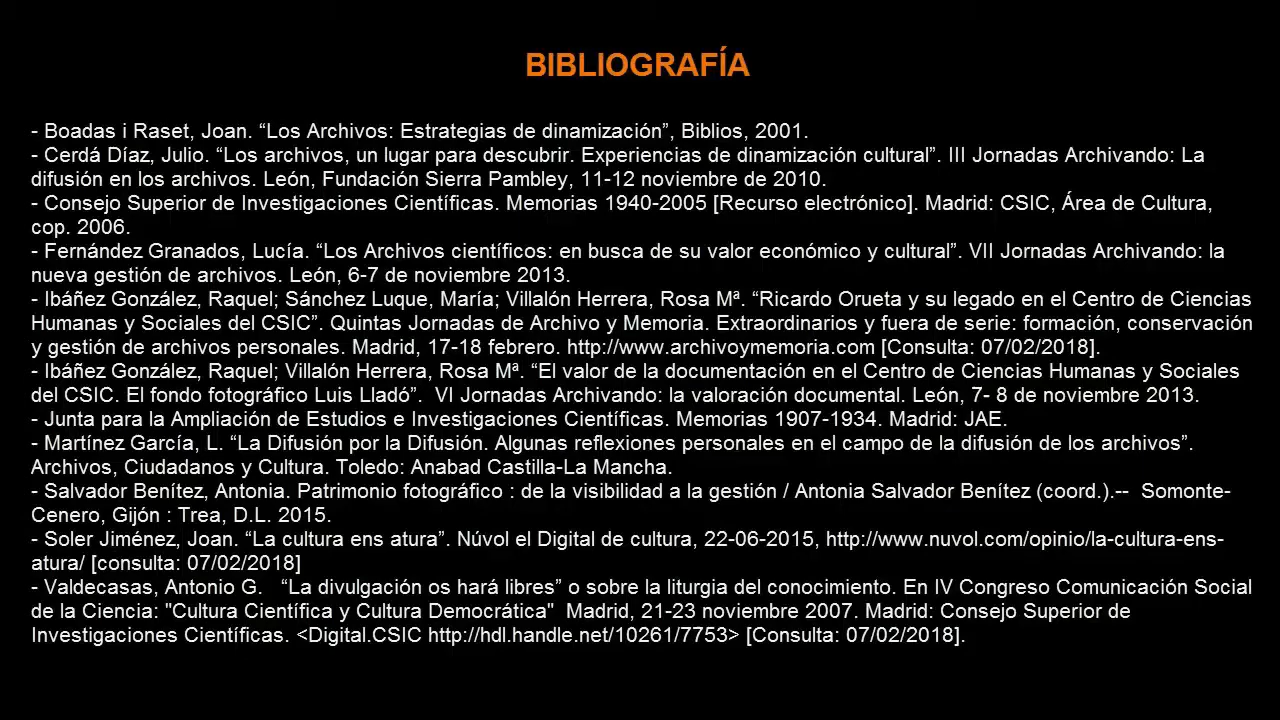 BIBLIOGRAFÍA
- Boadas i Raset, Joan. “Los Archivos: Estrategias de dinamización”, Biblios, 2001.
- Cerdá Díaz, Julio. “Los archivos, un lugar para descubrir. Experiencias de dinamización cultural”. III Jornadas Archivando: La
difusión en los archivos. León, Fundación Sierra Pambley, 11-12 noviembre de 2010.
- Consejo Superior de Investigaciones Científicas. Memorias 1940-2005 [Recurso electrónico]. Madrid: CSIC, Área de Cultura,
cop. 2006.
- Fernández Granados, Lucía. “Los Archivos científicos: en busca de su valor económico y cultural”. VII Jornadas Archivando: la
nueva gestión de archivos. León, 6-7 de noviembre 2013.
- Ibáñez González, Raquel; Sánchez Luque, María; Villalón Herrera, Rosa Mª. “Ricardo Orueta y su legado en el Centro de Ciencias
Humanas y Sociales del CSIC”. Quintas Jornadas de Archivo y Memoria. Extraordinarios y fuera de serie: formación, conservación
y gestión de archivos personales. Madrid, 17-18 febrero. http://www.archivoymemoria.com [Consulta: 07/02/2018].
- Ibáñez González, Raquel; Villalón Herrera, Rosa Mª. “El valor de la documentación en el Centro de Ciencias Humanas y Sociales
del CSIC. El fondo fotográfico Luis Lladó”.  VI Jornadas Archivando: la valoración documental. León, 7- 8 de noviembre 2013.
- Junta para la Ampliación de Estudios e Investigaciones Científicas. Memorias 1907-1934. Madrid: JAE.
- Martínez García, L. “La Difusión por la Difusión. Algunas reflexiones personales en el campo de la difusión de los archivos”.
Archivos, Ciudadanos y Cultura. Toledo: Anabad Castilla-La Mancha.
- Salvador Benítez, Antonia. Patrimonio fotográfico : de la visibilidad a la gestión / Antonia Salvador Benítez (coord.).--  Somonte-
Cenero, Gijón : Trea, D.L. 2015.
- Soler Jiménez, Joan. “La cultura ens atura”. Núvol el Digital de cultura, 22-06-2015, http://www.nuvol.com/opinio/la-cultura-ens-
atura/ [consulta: 07/02/2018]
- Valdecasas, Antonio G.   “La divulgación os hará libres” o sobre la liturgia del conocimiento. En IV Congreso Comunicación Social
de la Ciencia: "Cultura Científica y Cultura Democrática"  Madrid, 21-23 noviembre 2007. Madrid: Consejo Superior de
Investigaciones Científicas. <Digital.CSIC http://hdl.handle.net/10261/7753> [Consulta: 07/02/2018].